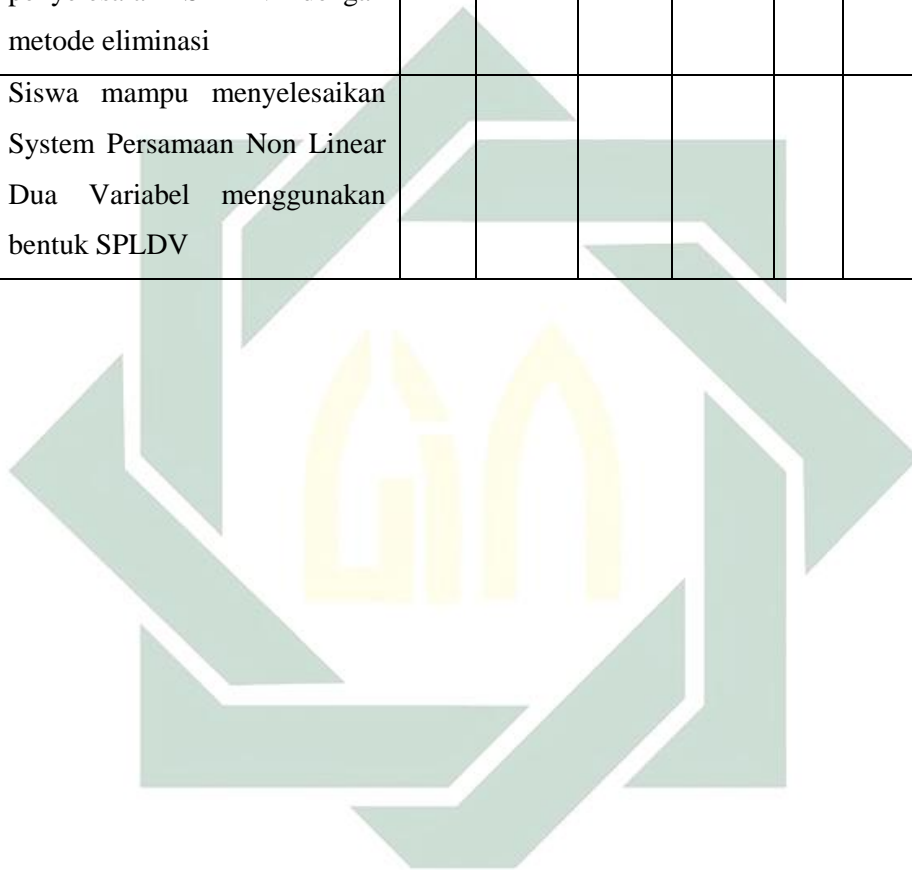 metode eliminasi
Siswa mampu menyelesaikan
System Persamaan Non Linear
Dua Variabel menggunakan
bentuk SPLDV